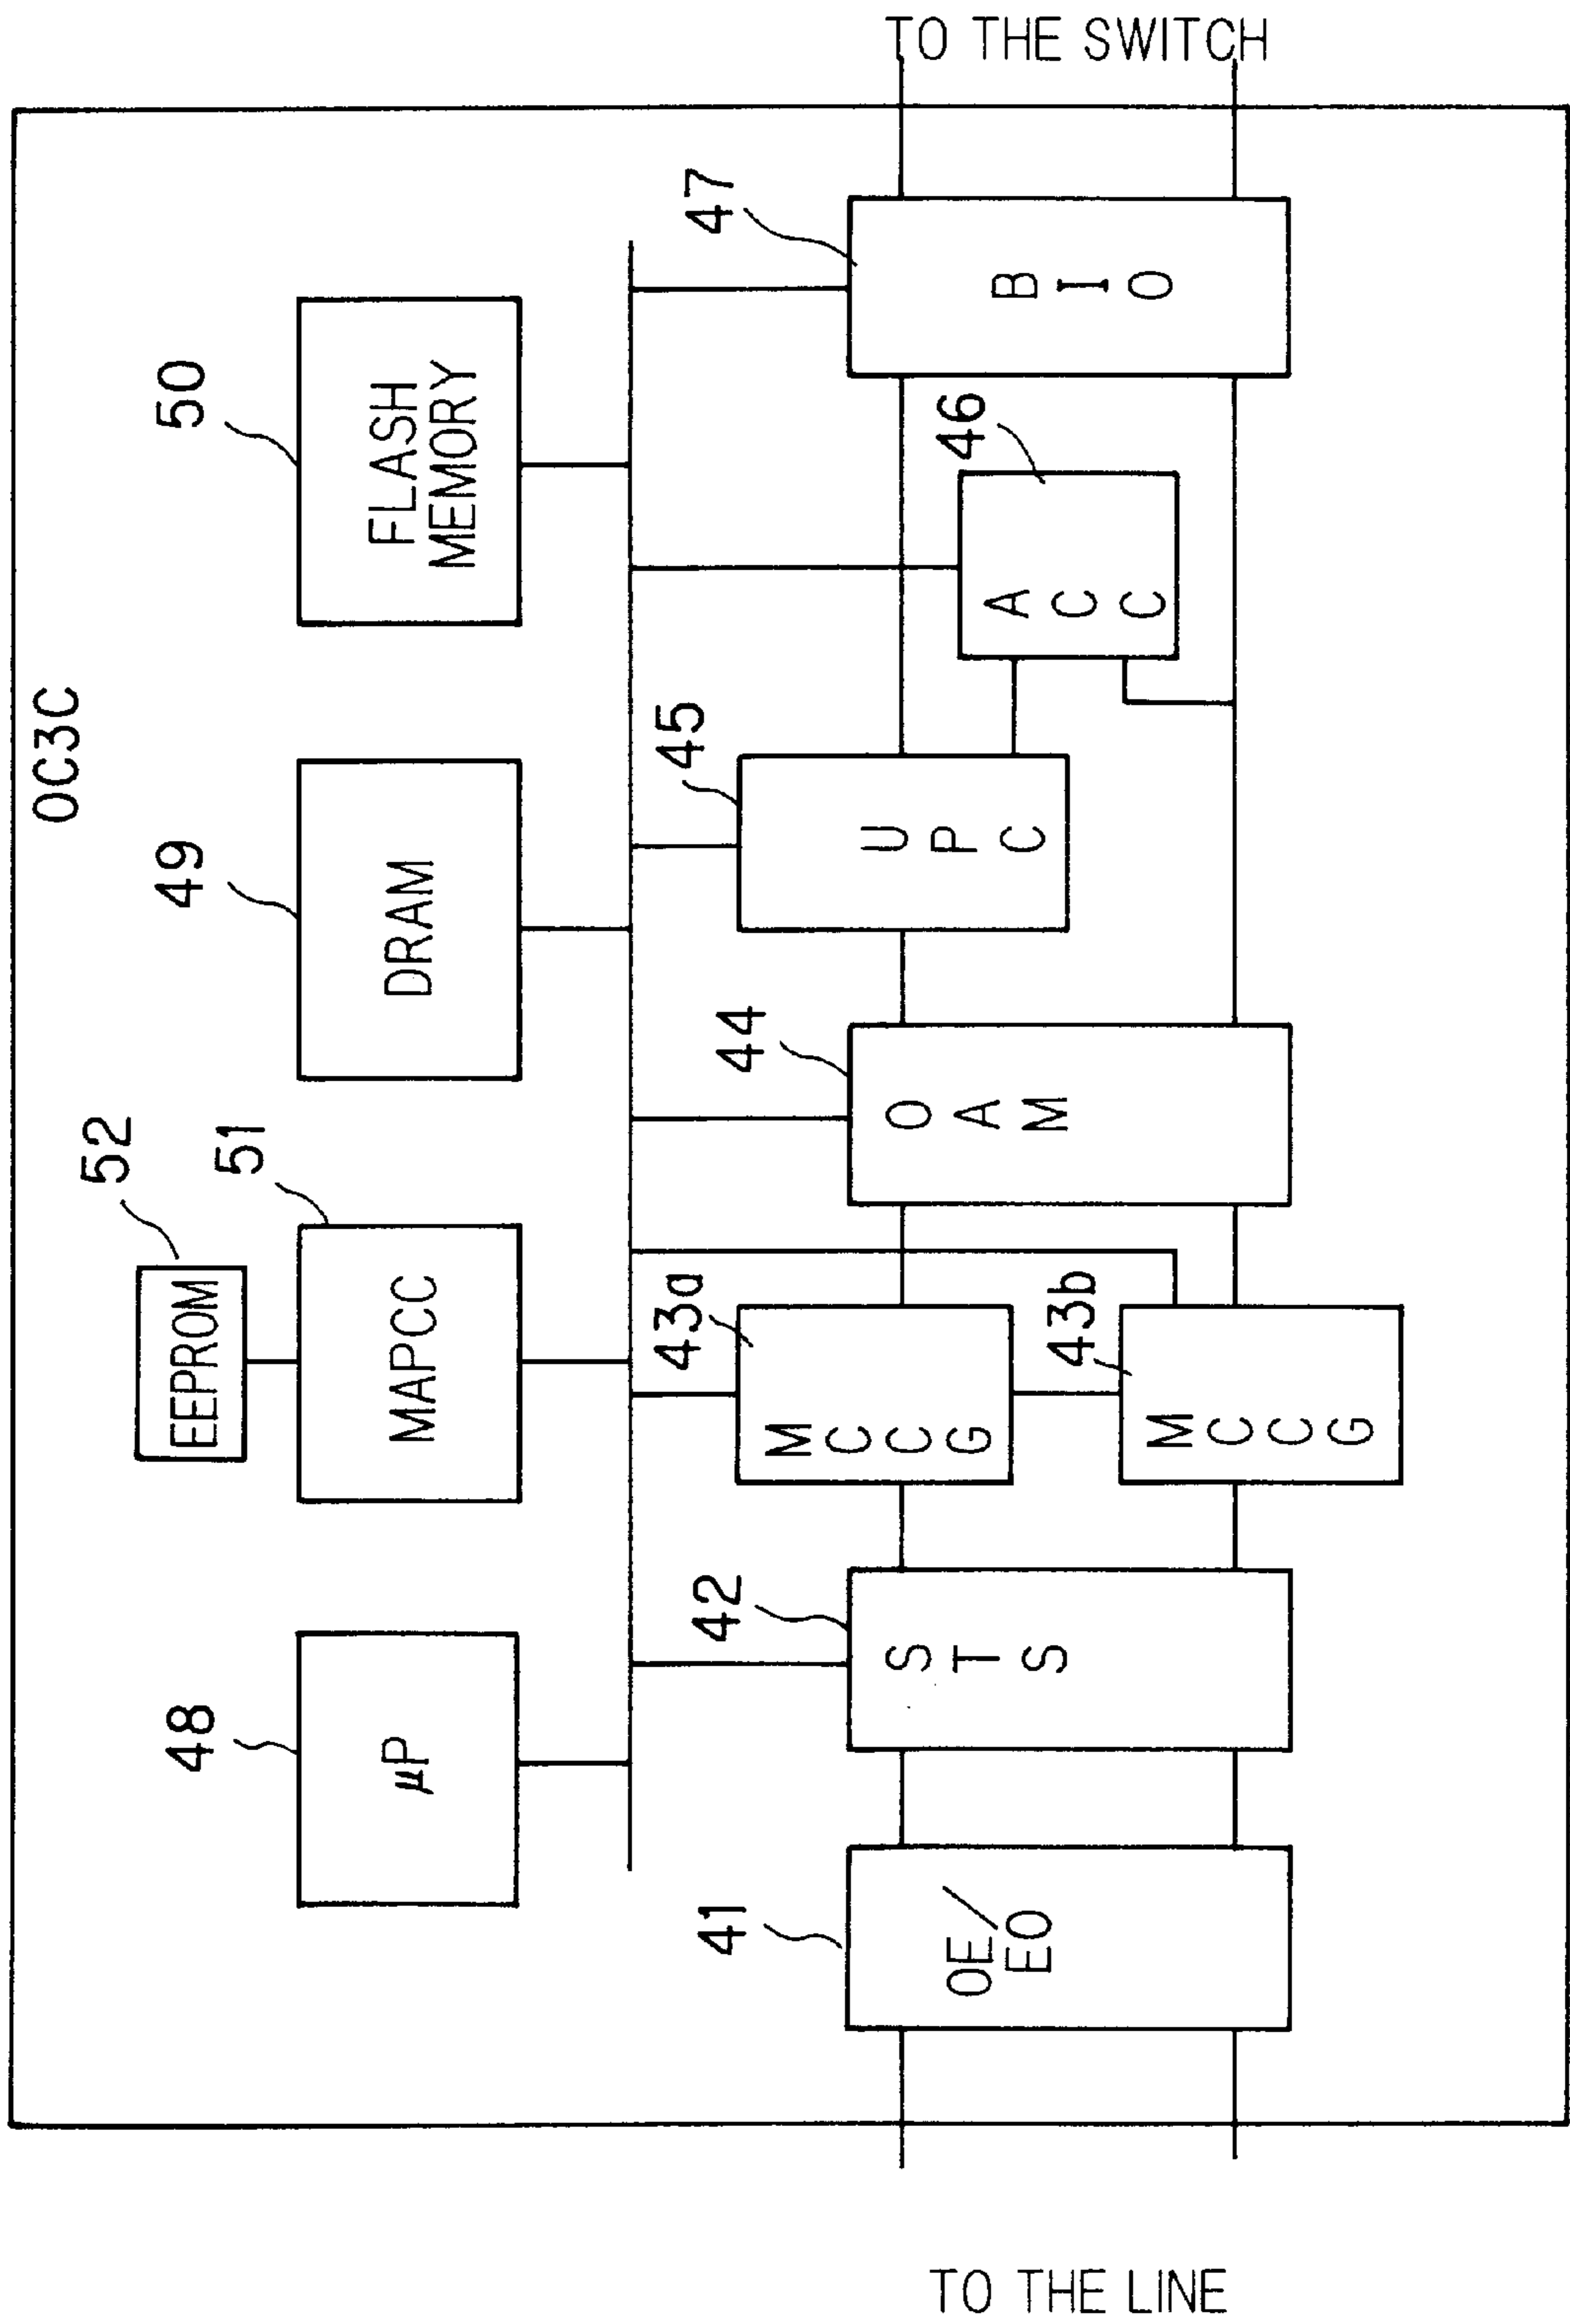 OC3C
52
EEPROM
48
µP
51
MAPCC
49
DRAM
50
FLASH
MEMORY
41
OE/
EO
42
STS
43a
MCCG
43b
MCCG
44
OAM
45
UPC
46
ACC
47
BIO
TO THE LINE
TO THE SWITCH